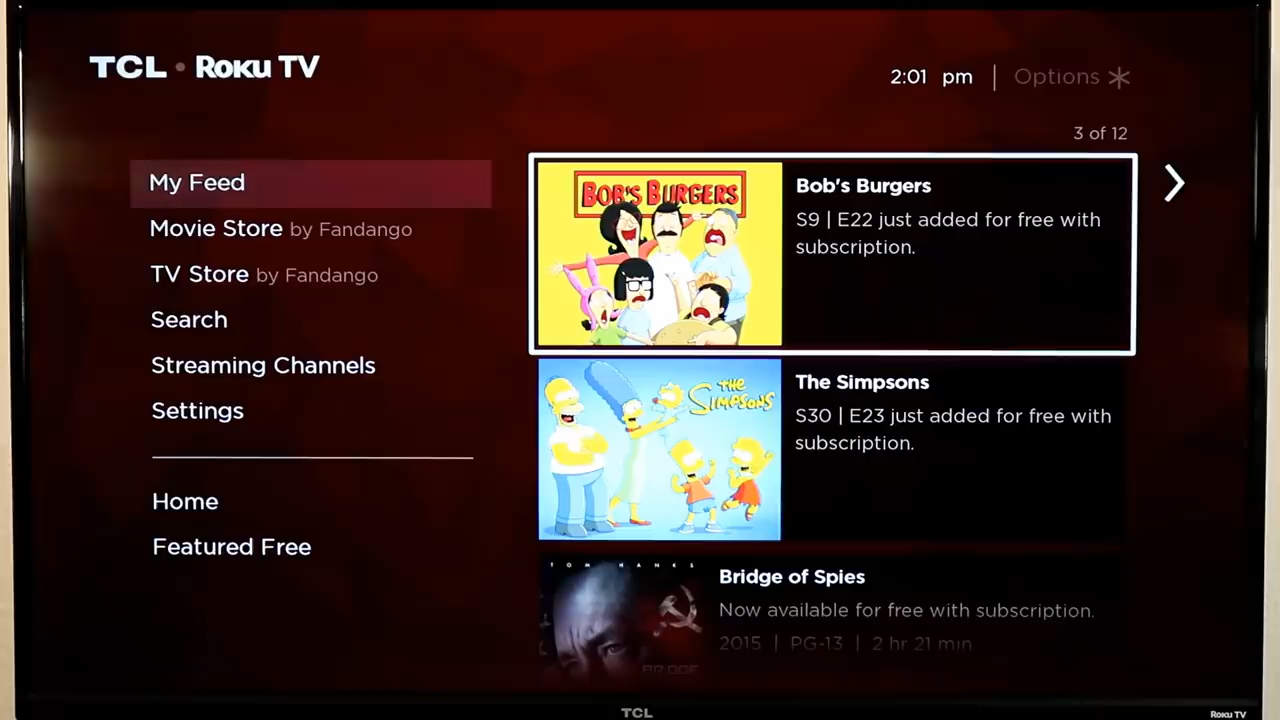 TCL • Roku TV
2:01 pm | Options
3 of 12
My Feed
Movie Store by Fandango
TV Store by Fandango
Search
Streaming Channels
Settings
Home
Featured Free
BOB'S BURGERS
Bob's Burgers
S9 | E22 just added for free with
subscription.
THE
SIMPSONS
The Simpsons
S30 | E23 just added for free with
subscription.
TOM HANKS
BRIDGE
Bridge of Spies
Now available for free with subscription.
2015 | PG-13 | 2 hr 21 min
TCL
Roku TV